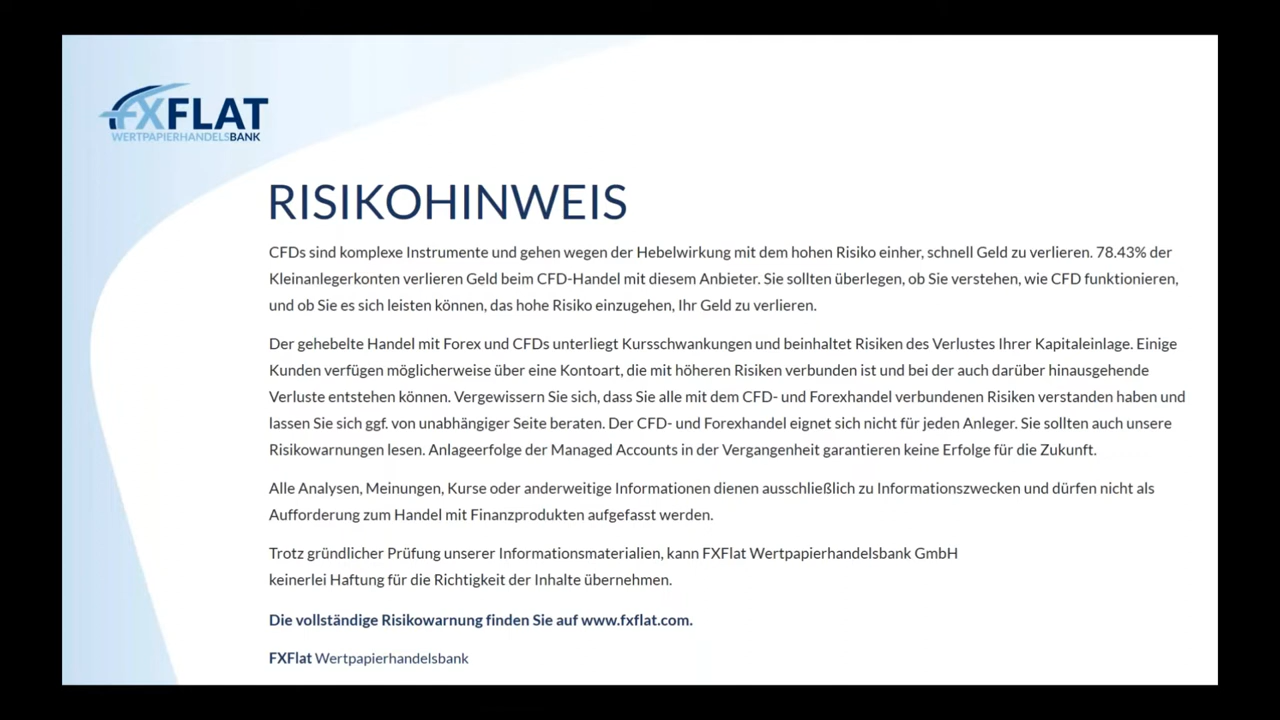 FXFLAT
WERTPAPIERHANDELSBANK
RISIKOHINWEIS
CFDs sind komplexe Instrumente und gehen wegen der Hebelwirkung mit dem hohen Risiko einher, schnell Geld zu verlieren. 78.43% der
Kleinanlegerkonten verlieren Geld beim CFD-Handel mit diesem Anbieter. Sie sollten überlegen, ob Sie verstehen, wie CFD funktionieren,
und ob Sie es sich leisten können, das hohe Risiko einzugehen, Ihr Geld zu verlieren.
Der gehebelte Handel mit Forex und CFDs unterliegt Kursschwankungen und beinhaltet Risiken des Verlustes Ihrer Kapitaleinlage. Einige
Kunden verfügen möglicherweise über eine Kontoart, die mit höheren Risiken verbunden ist und bei der auch darüber hinausgehende
Verluste entstehen können. Vergewissern Sie sich, dass Sie alle mit dem CFD- und Forexhandel verbundenen Risiken verstanden haben und
lassen Sie sich ggf. von unabhängiger Seite beraten. Der CFD- und Forexhandel eignet sich nicht für jeden Anleger. Sie sollten auch unsere
Risikowarnungen lesen. Anlageerfolge der Managed Accounts in der Vergangenheit garantieren keine Erfolge für die Zukunft.
Alle Analysen, Meinungen, Kurse oder anderweitige Informationen dienen ausschließlich zu Informationszwecken und dürfen nicht als
Aufforderung zum Handel mit Finanzprodukten aufgefasst werden.
Trotz gründlicher Prüfung unserer Informationsmaterialien, kann FXFlat Wertpapierhandelsbank GmbH
keinerlei Haftung für die Richtigkeit der Inhalte übernehmen.
Die vollständige Risikowarnung finden Sie auf www.fxflat.com.
FXFlat Wertpapierhandelsbank